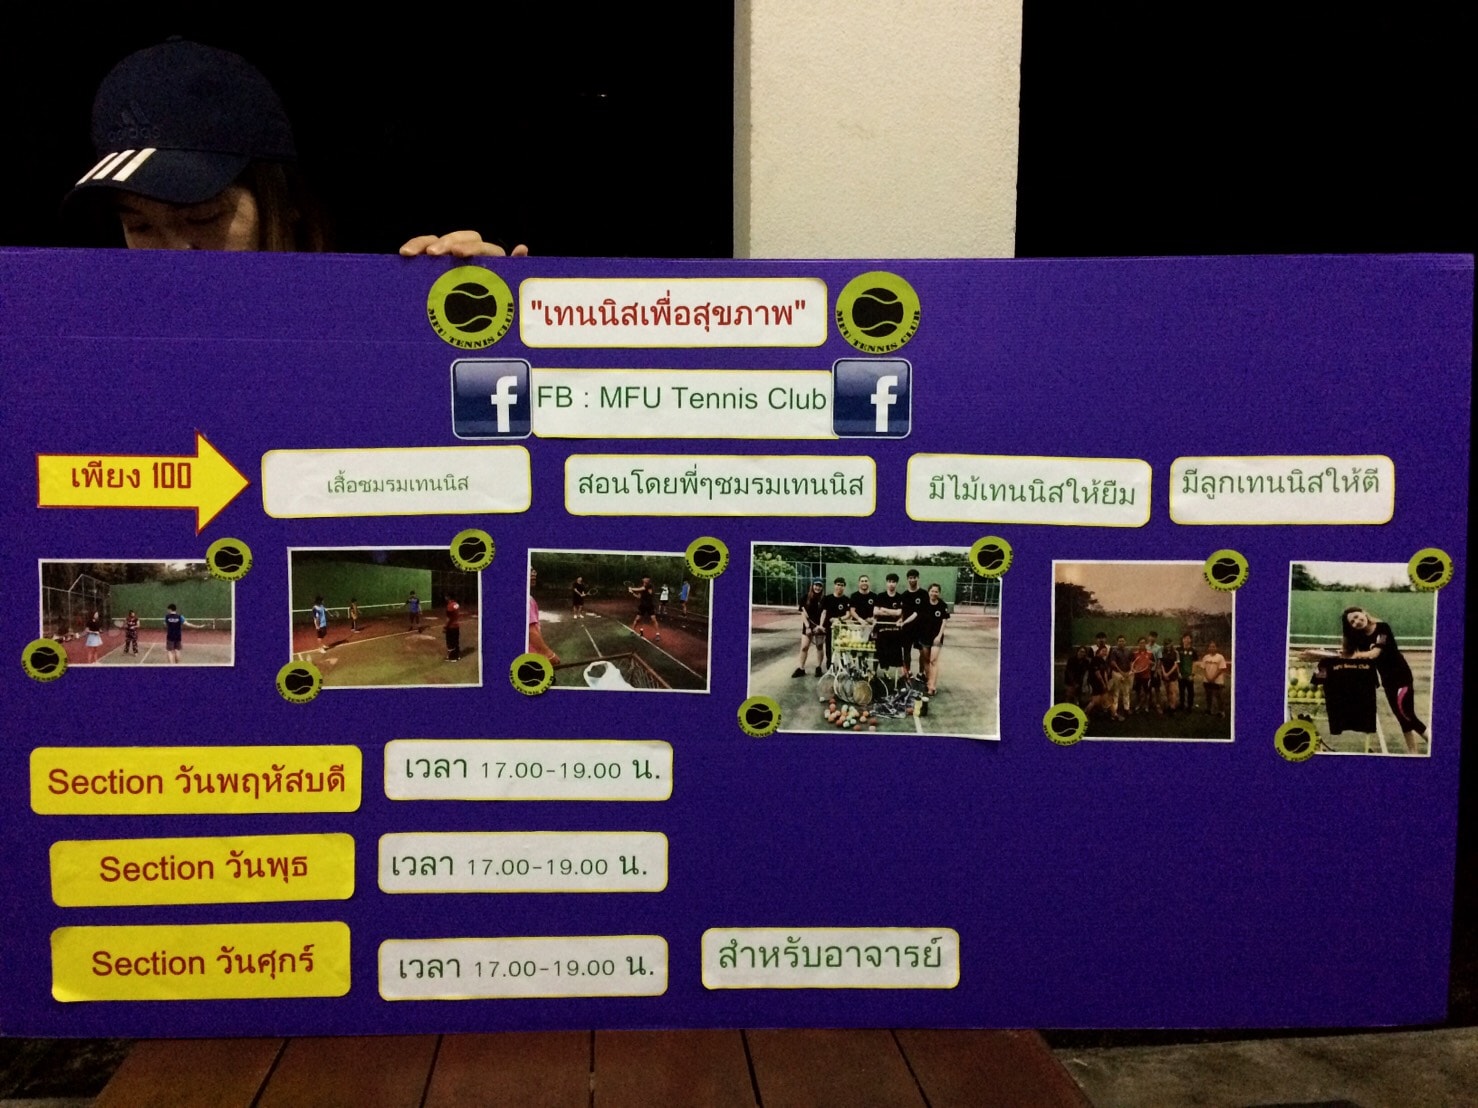 adidas
"เทนนิสเพื่อสุขภาพ"
MFU TENNIS CLUB
MFU TENNIS CLUB
FB : MFU Tennis Club
เพียง 100
เสื้อชมรมเทนนิส
สอนโดยพี่ๆชมรมเทนนิส
มีไม้เทนนิสให้ยืม
มีลูกเทนนิสให้ตี
MFU Tennis Club
Section วันพฤหัสบดี
เวลา 17.00-19.00 น.
Section วันพุธ
เวลา 17.00-19.00 น.
Section วันศุกร์
เวลา 17.00-19.00 น.
สำหรับอาจารย์